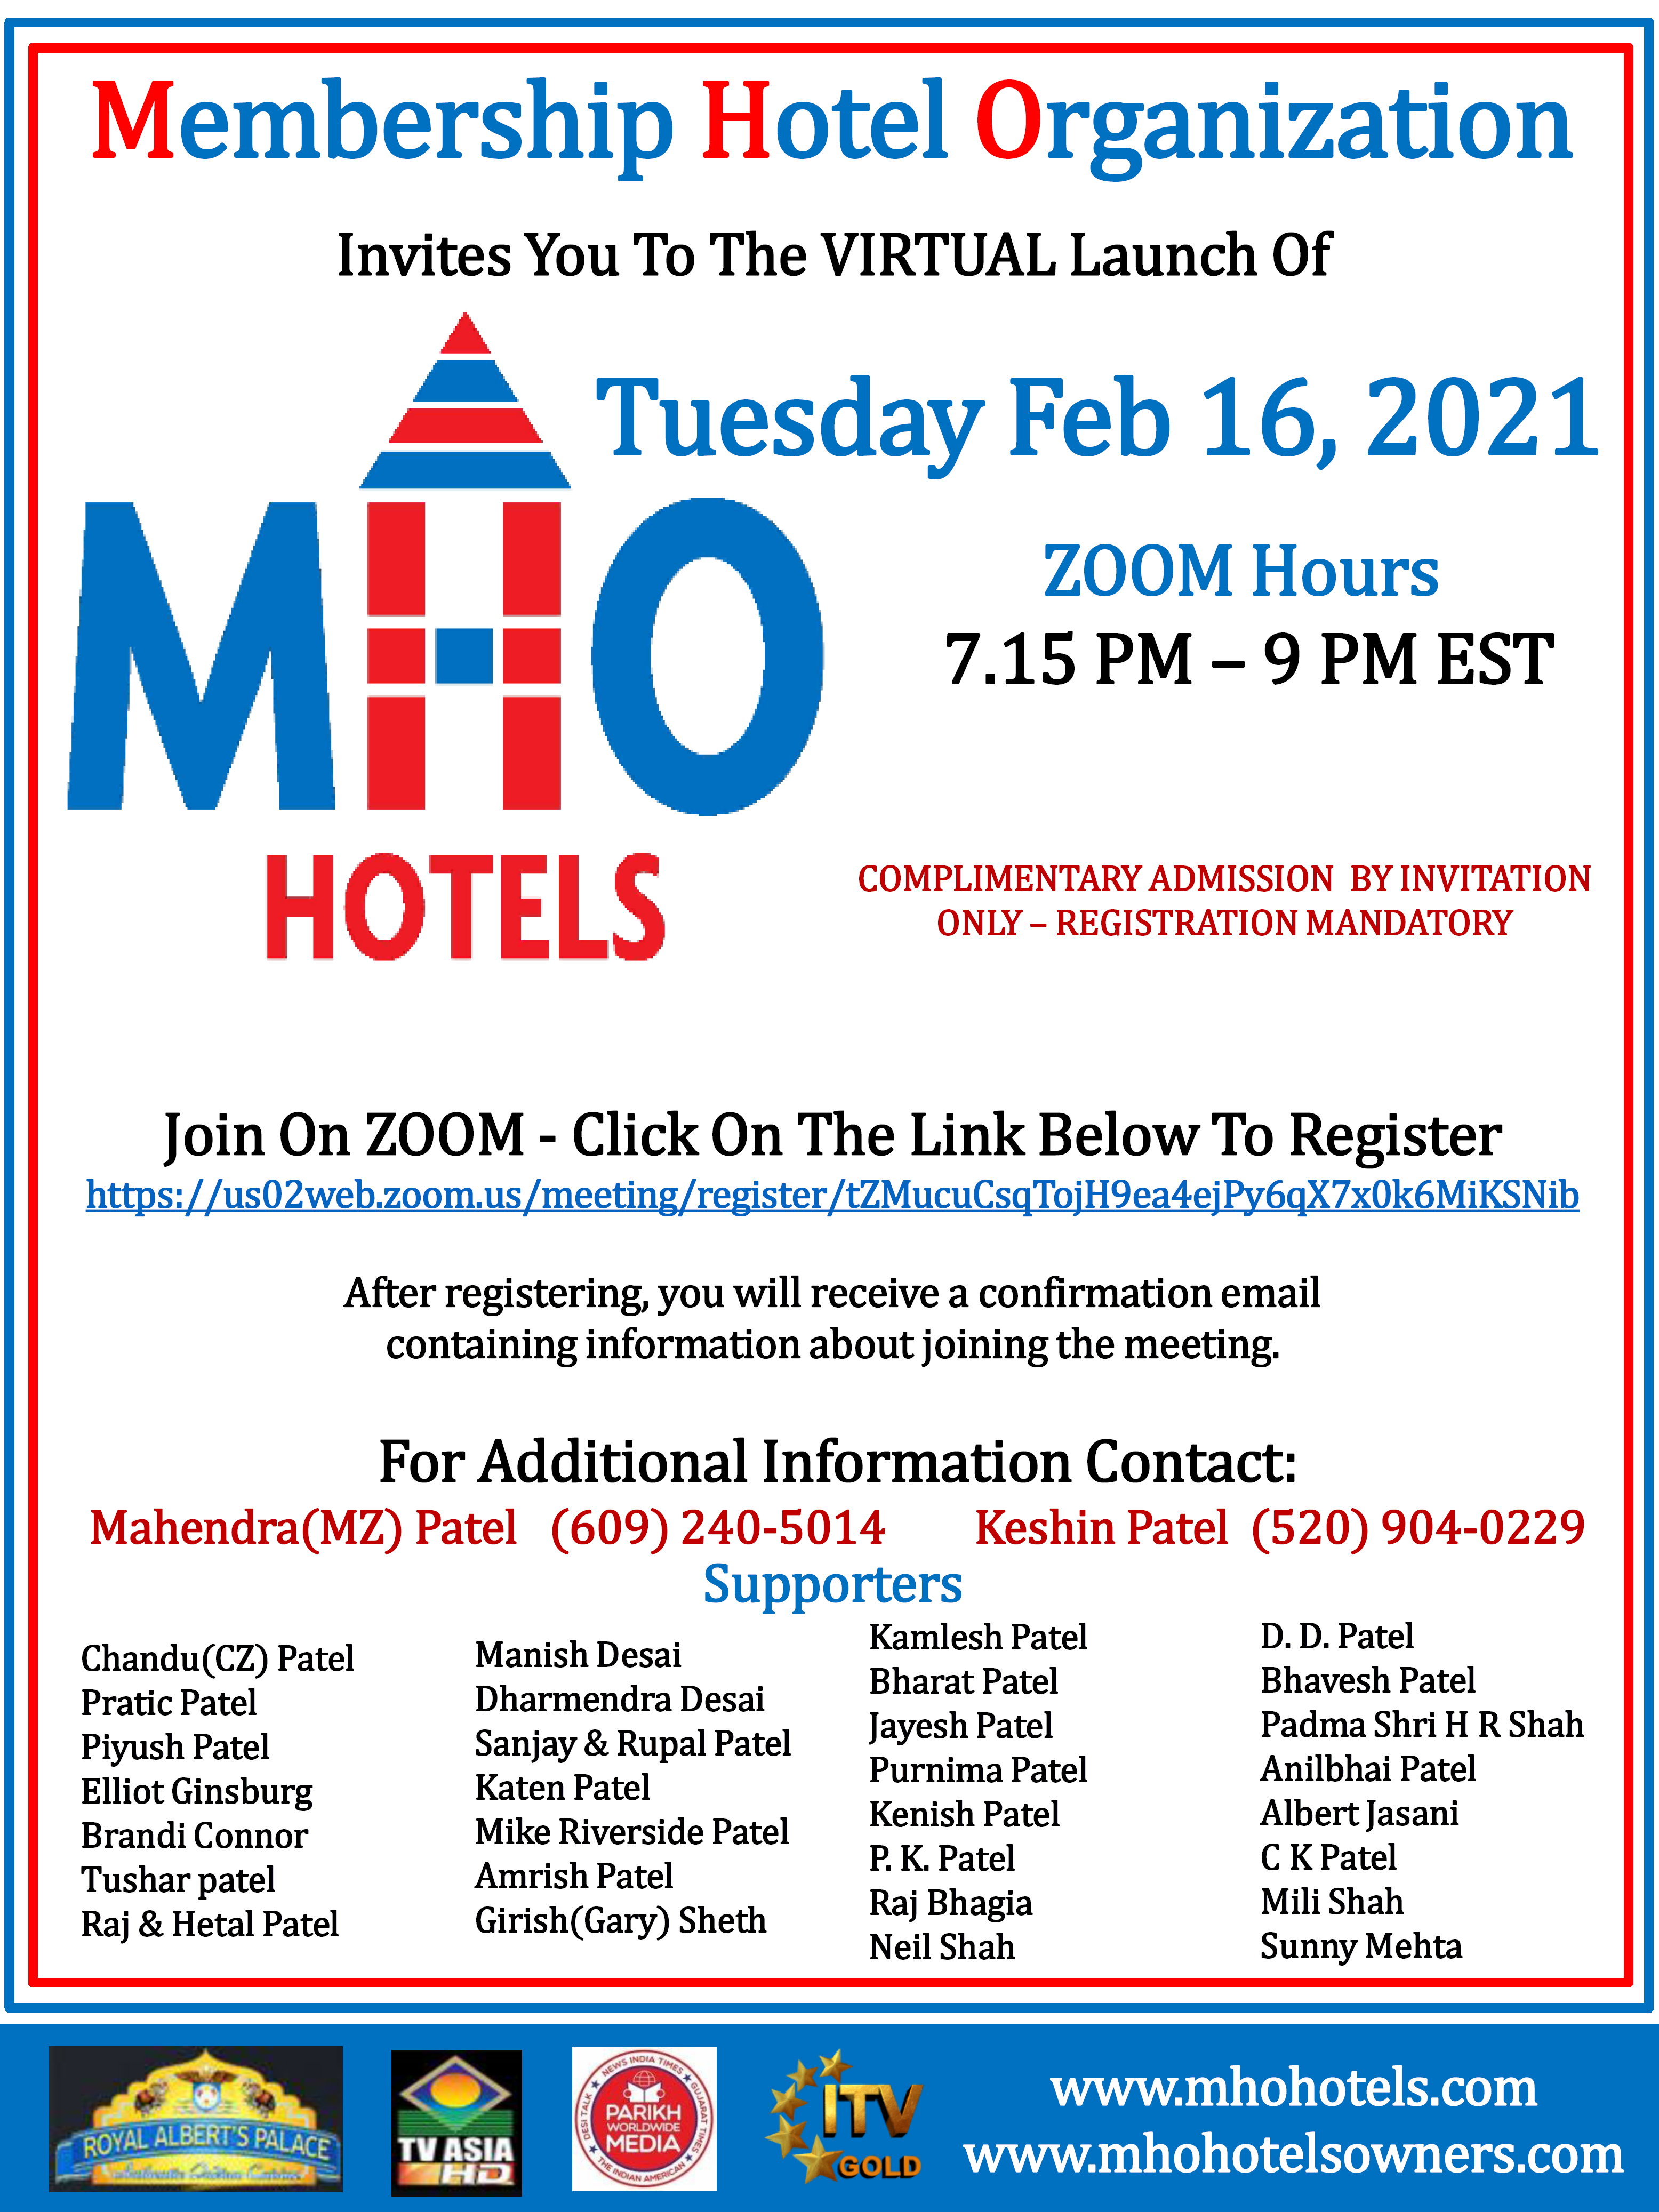 Membership Hotel Organization
Invites You To The VIRTUAL Launch Of
MHO
HOTELS
Tuesday Feb 16, 2021
ZOOM Hours
7.15 PM – 9 PM EST
COMPLIMENTARY ADMISSION BY INVITATION
ONLY – REGISTRATION MANDATORY
Join On ZOOM - Click On The Link Below To Register
https://us02web.zoom.us/meeting/register/tZMucuCsqTojH9ea4ejPy6qX7x0k6MiKSNib
After registering, you will receive a confirmation email
containing information about joining the meeting.
For Additional Information Contact:
Mahendra(MZ) Patel (609) 240-5014 Keshin Patel (520) 904-0229
Supporters
Chandu(CZ) Patel
Pratic Patel
Piyush Patel
Elliot Ginsburg
Brandi Connor
Tushar patel
Raj & Hetal Patel
Manish Desai
Dharmendra Desai
Sanjay & Rupal Patel
Katen Patel
Mike Riverside Patel
Amrish Patel
Girish(Gary) Sheth
Kamlesh Patel
Bharat Patel
Jayesh Patel
Purnima Patel
Kenish Patel
P. K. Patel
Raj Bhagia
Neil Shah
D. D. Patel
Bhavesh Patel
Padma Shri H R Shah
Anilbhai Patel
Albert Jasani
C K Patel
Mili Shah
Sunny Mehta
ROYAL ALBERT'S PALACE
Authentic Indian Cuisine
TV ASIA
HD
NEWS INDIA TIMES
GUJARAT TIMES
THE INDIAN AMERICAN
DESI TALK
PARIKH
WORLDWIDE
MEDIA
ITV
GOLD
www.mhohotels.com
www.mhohotelsowners.com